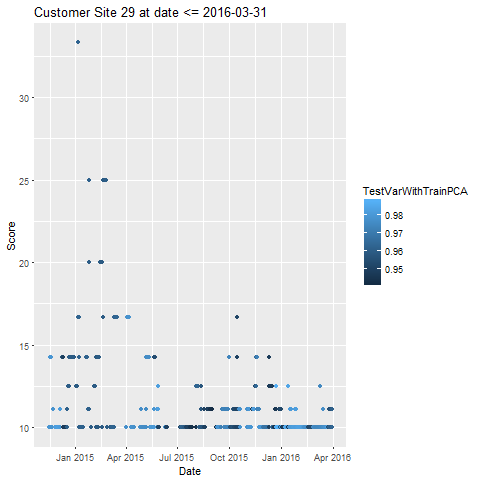 Customer Site 29 at date <= 2016-03-31
Score
30
25
20
15
10
Jan 2015 Apr 2015 Jul 2015 Oct 2015 Jan 2016 Apr 2016
Date
TestVarWithTrainPCA
0.98
0.97
0.96
0.95